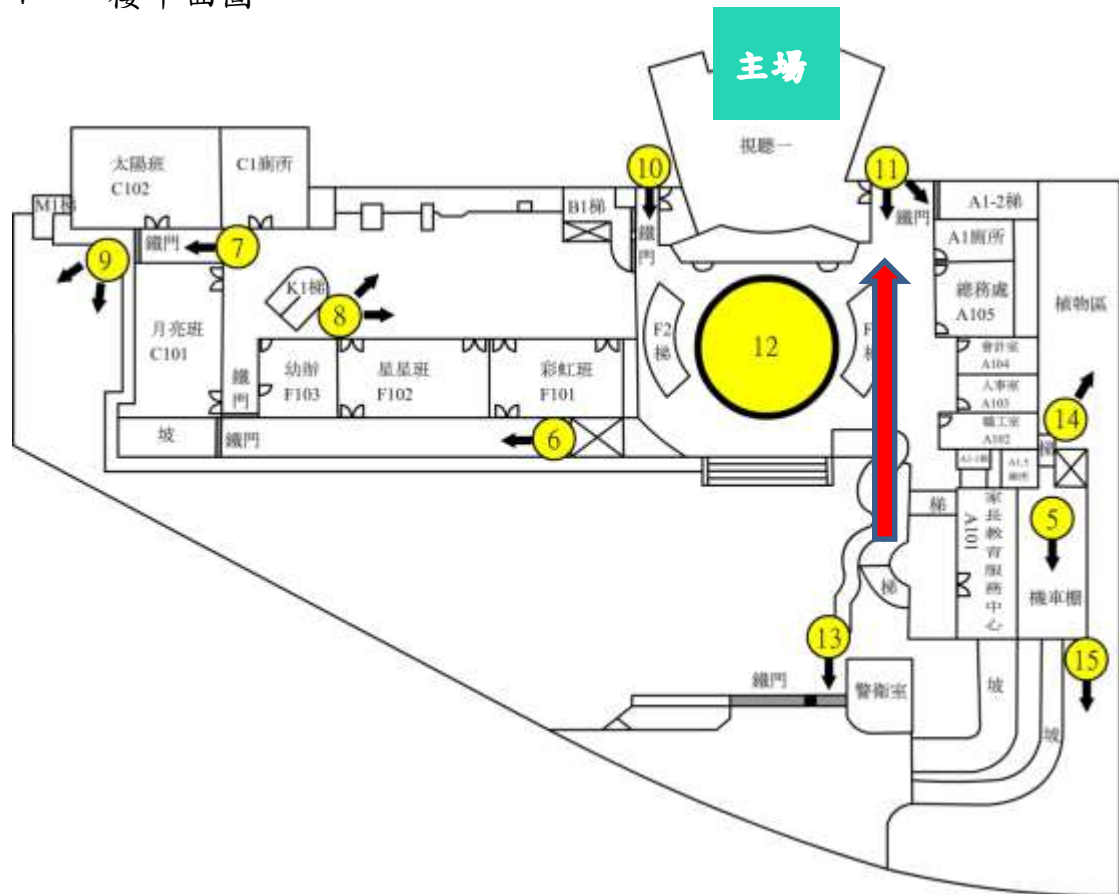 樓平面圖
主場
視聽一
太陽班
C102
C1廁所
10
11
M1梯
B1梯
鐵門
鐵門
A1-2梯
A1廁所
鐵門
7
9
K1梯
8
總務處
A105
植物區
月亮班
C101
F2
梯
12
F
梯
會計室
A104
幼辦
F103
星星班
F102
彩虹班
F101
鐵門
人事室
A103
職工室
A102
14
梯
坡
鐵門
6
梯
家長教育服務中心
A101
5
梯
機車棚
13
15
鐵門
警衛室
坡
坡